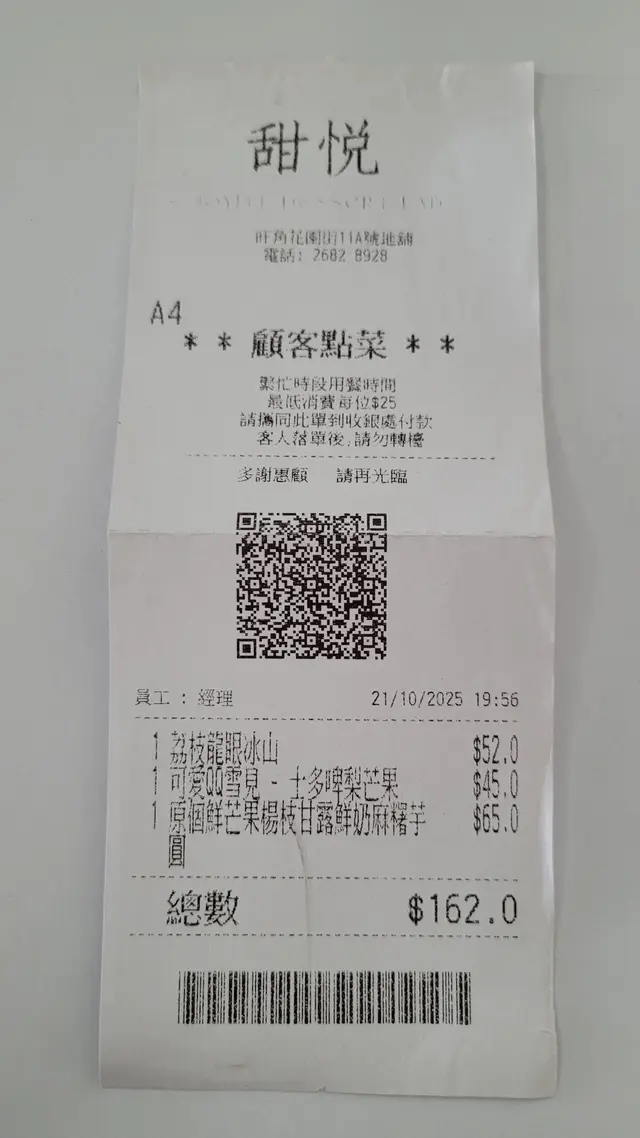 甜悦
旺角花園街11A號地舖
電話: 2682 8928
A4
* * 顧客點菜 * *
繁忙時段用餐時間
最低消費每位$25
請攜同此單到收銀處付款
客人落單後,請勿轉檯
多謝惠顧 請再光臨
員工 : 經理 21/10/2025 19:56
1 荔枝龍眼冰山 $52.0
1 可愛QQ雪見 - 士多啤梨芒果 $45.0
1 原個鮮芒果楊枝甘露鮮奶麻糬芋 $65.0
圓
總數 $162.0